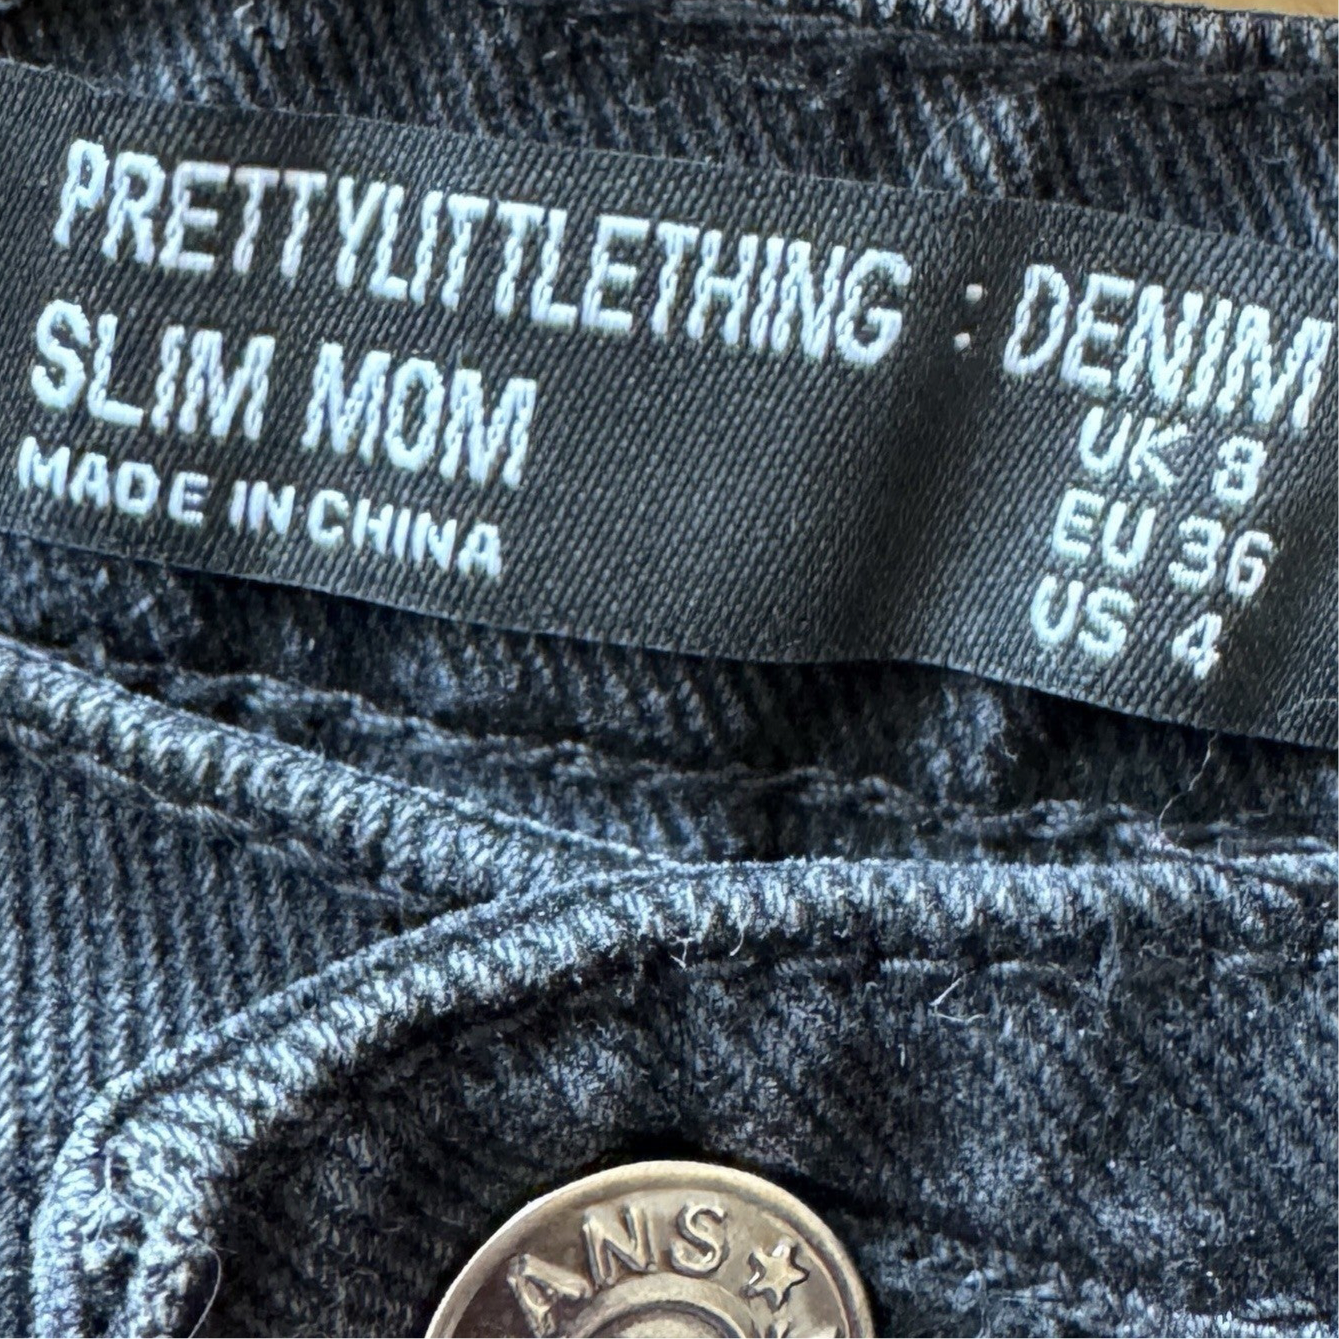 PRETTYLITTLETHING : DENIM
SLIM MOM
MADE IN CHINA
UK 8
EU 36
US 4
ANS